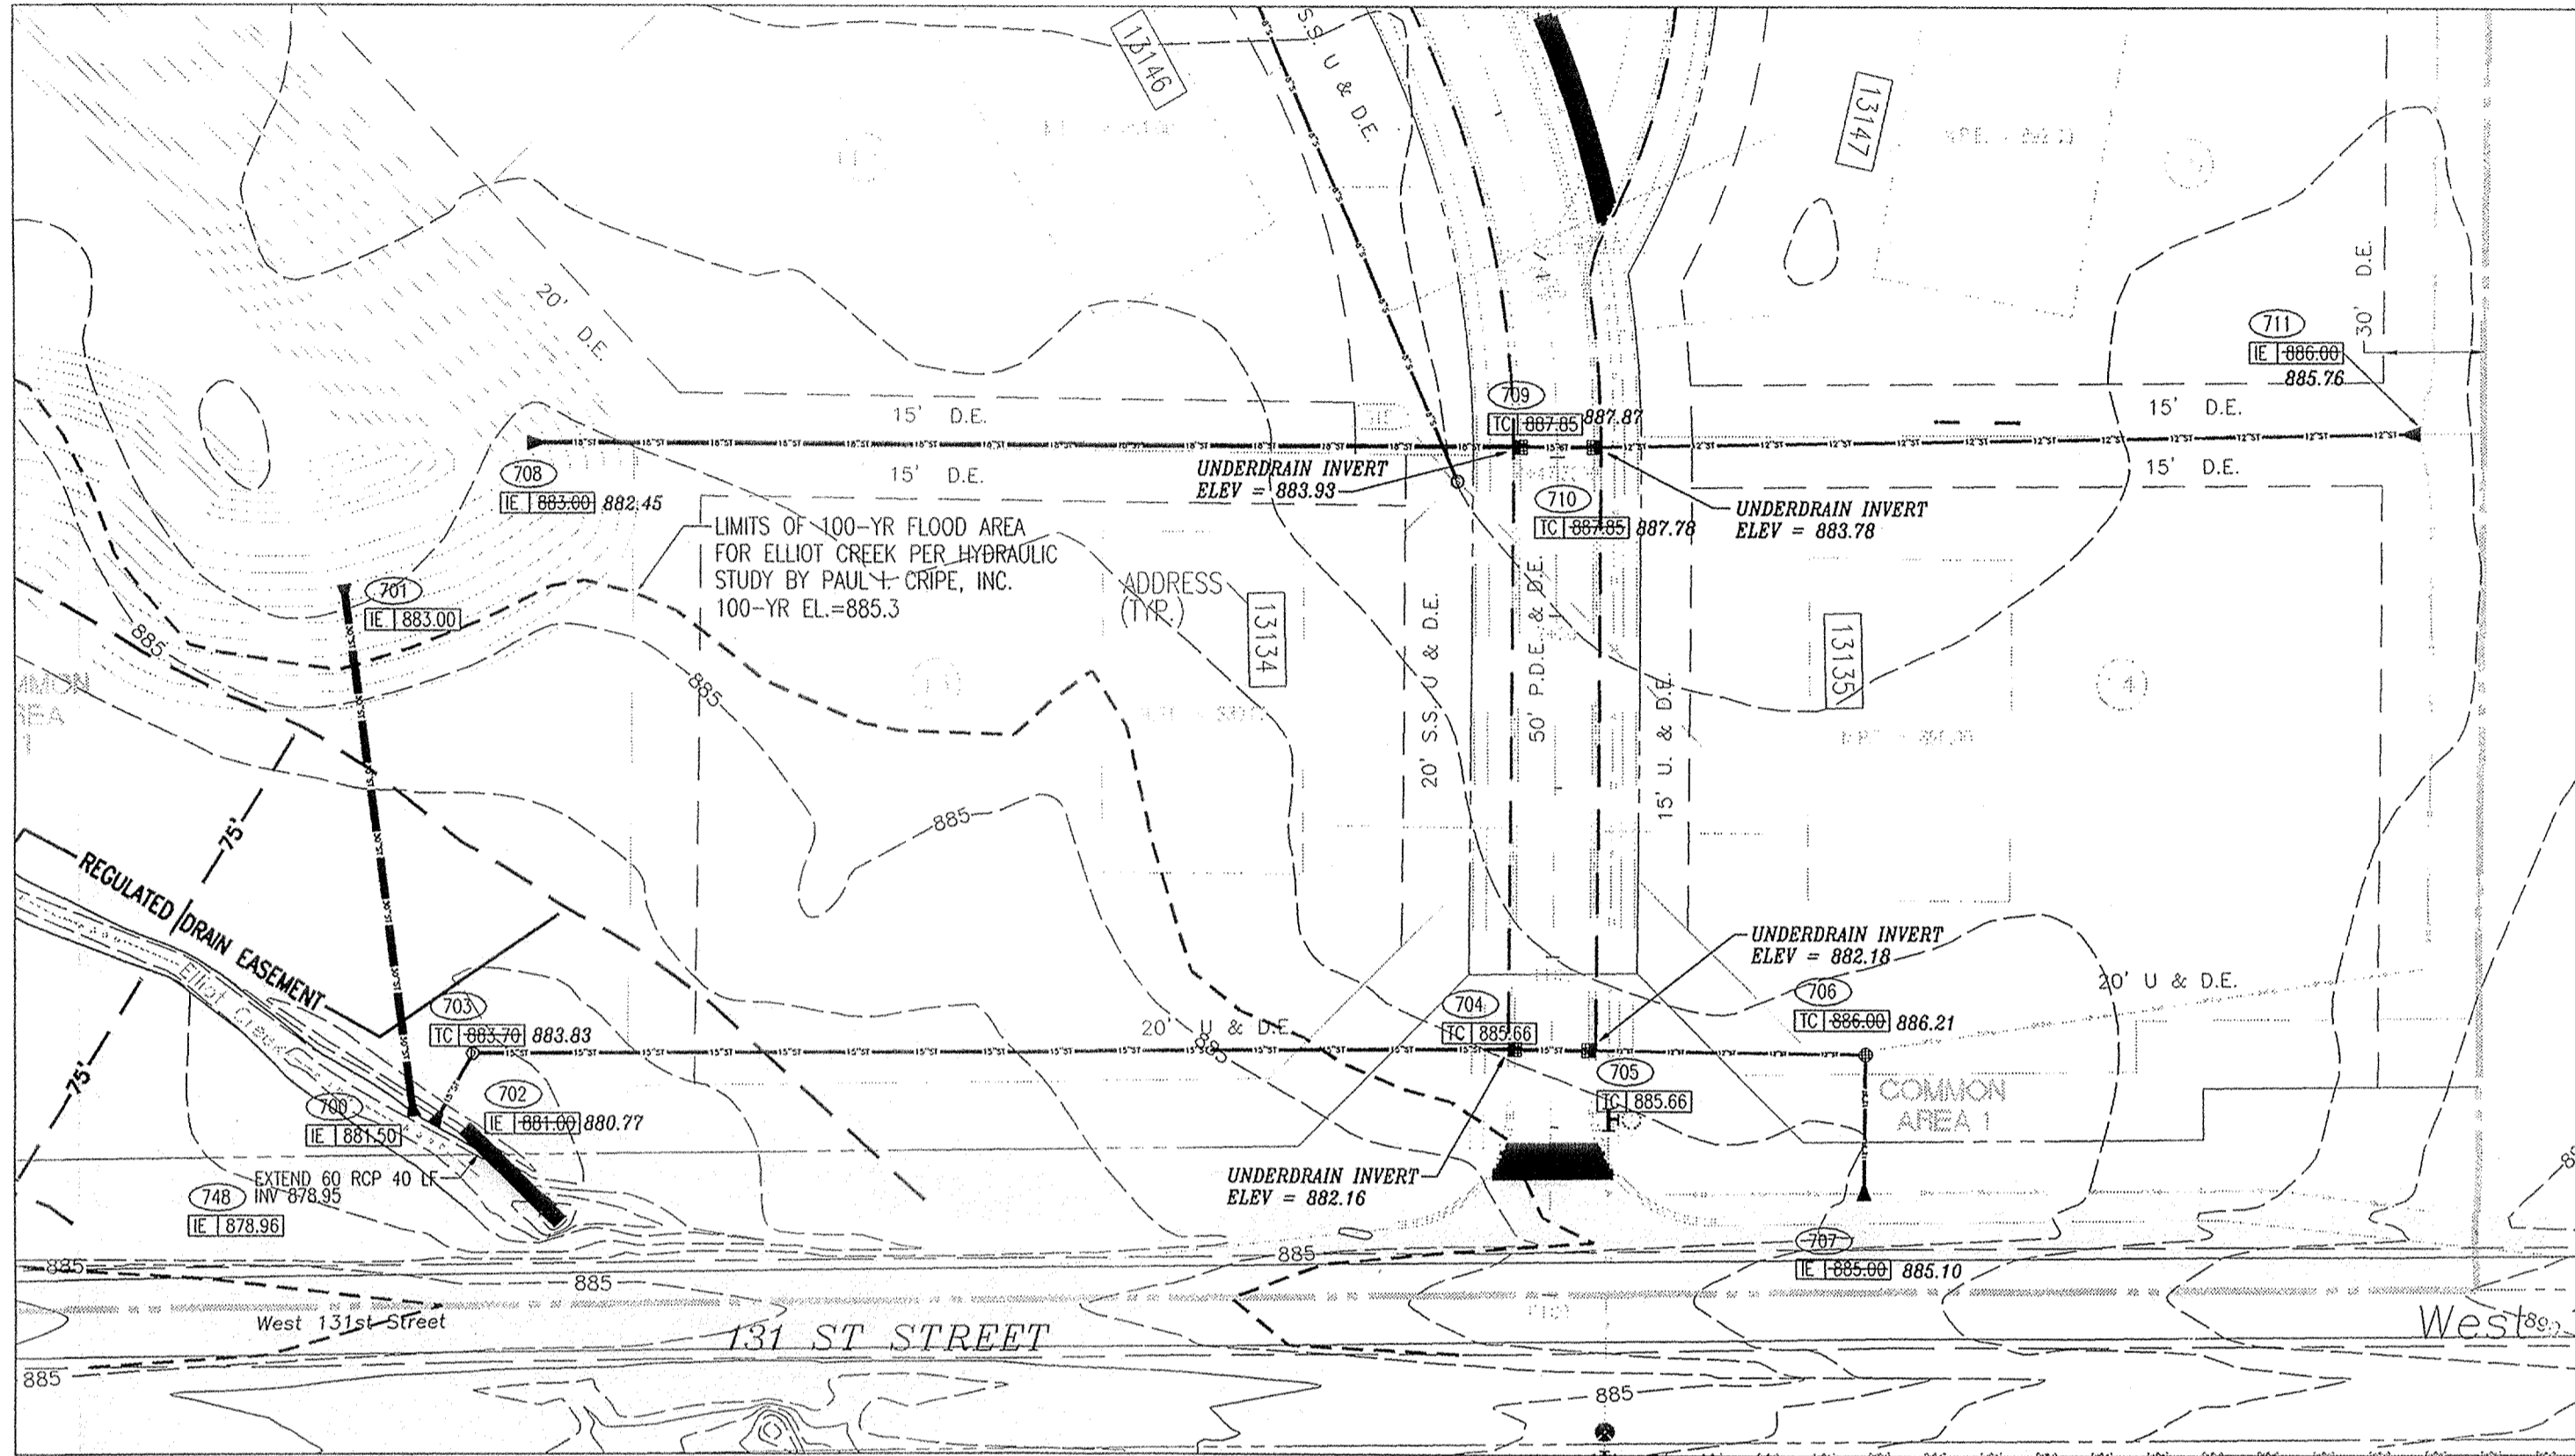 S.S. U & D.E.
13146
13147
20' D.E.
30' D.E.
711
IE 886.00
885.76
15' D.E.
15' D.E.
709
TC 887.85 887.87
18"ST
12"ST
15' D.E.
15' D.E.
708
IE 883.00 882.45
UNDERDRAIN INVERT
ELEV = 883.93
710
TC 887.85 887.78
UNDERDRAIN INVERT
ELEV = 883.78
LIMITS OF 100-YR FLOOD AREA
FOR ELLIOT CREEK PER HYDRAULIC
STUDY BY PAUL I. CRIPE, INC.
100-YR EL.=885.3
ADDRESS
(TYP.)
13134
20' S.S. U & D.E.
50' P.D.E. & D.E.
15' U. & D.E.
13135
701
IE 883.00
885
885
885
75'
REGULATED DRAIN EASEMENT
Elliot Creek
75'
703
TC 883.70 883.83
15"ST
702
IE 881.00 880.77
700
IE 881.50
EXTEND 60 RCP 40 LF
INV 878.95
748
IE 878.96
20' U & D.E.
885
704
TC 885.66
UNDERDRAIN INVERT
ELEV = 882.18
706
TC 886.00 886.21
20' U & D.E.
705
TC 885.66
F
COMMON
AREA 1
UNDERDRAIN INVERT
ELEV = 882.16
707
IE 885.00 885.10
885
885
885
West 131st Street
131 ST STREET
West
885
885